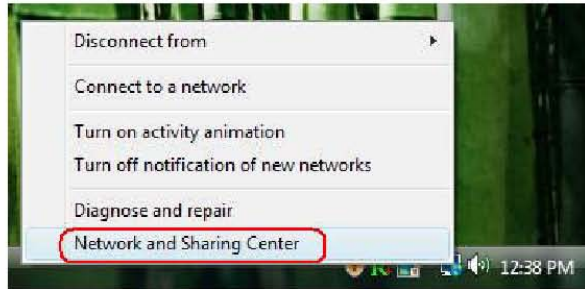 Disconnect from
Connect to a network
Turn on activity animation
Turn off notification of new networks
Diagnose and repair
Network and Sharing Center
12:38 PM